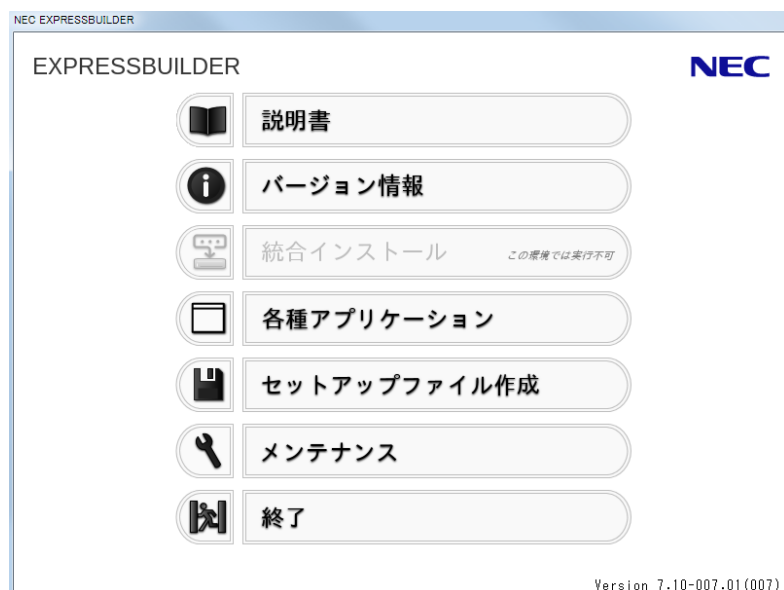 NEC EXPRESSBUILDER
EXPRESSBUILDER
NEC
説明書
バージョン情報
統合インストール この環境では実行不可
各種アプリケーション
セットアップファイル作成
メンテナンス
終了
Version 7.10-007.01(007)